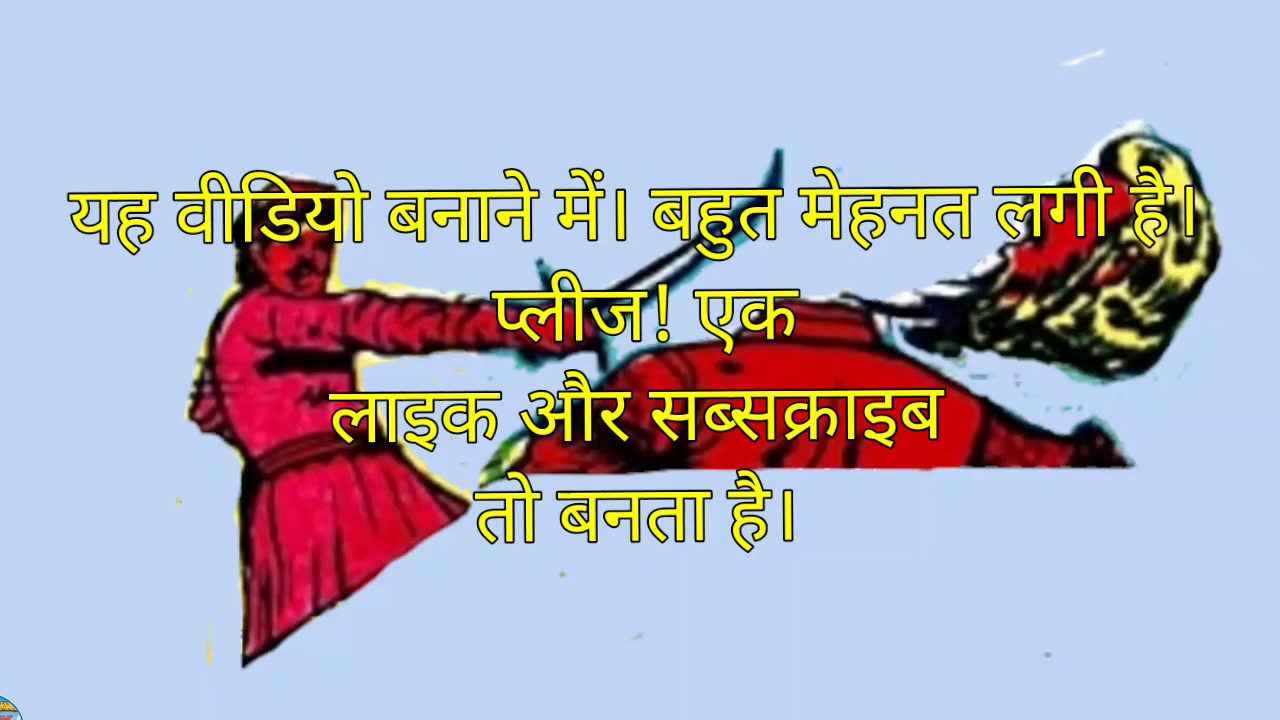 यह वीडियो बनाने में। बहुत मेहनत लगी है।
प्लीज! एक
लाइक और सब्सक्राइब
तो बनता है।